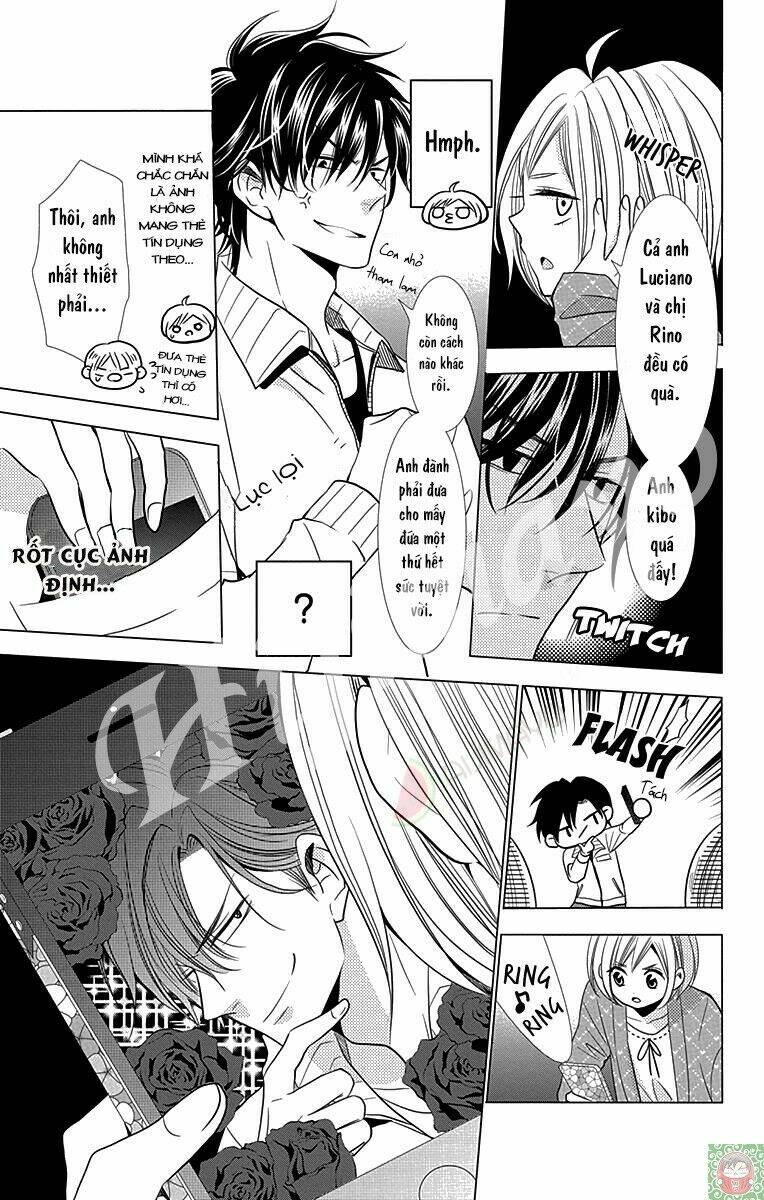 WHISPER
Cả anh
Luciano
và chị
Rino
đều có
quà.
Anh
kibo
quá
đấy!
TWITCH
Hmph.
Con nhỏ
tham lam
Không
còn cách
nào khác
rồi.
Anh đành
phải đưa
cho mấy
đứa một
thứ hết
sức tuyệt
vời.
Lục lọi
?
MÌNH KHÁ
CHẮC CHẮN
LÀ ẢNH
KHÔNG
MANG THẺ
TÍN DỤNG
THEO...
Thôi, anh
không
nhất thiết
phải...
ĐƯA THẺ
TÍN DỤNG
THÌ CÓ
HƠI...
RỐT CỤC ẢNH
ĐỊNH...
FLASH
Tách
RING
RING